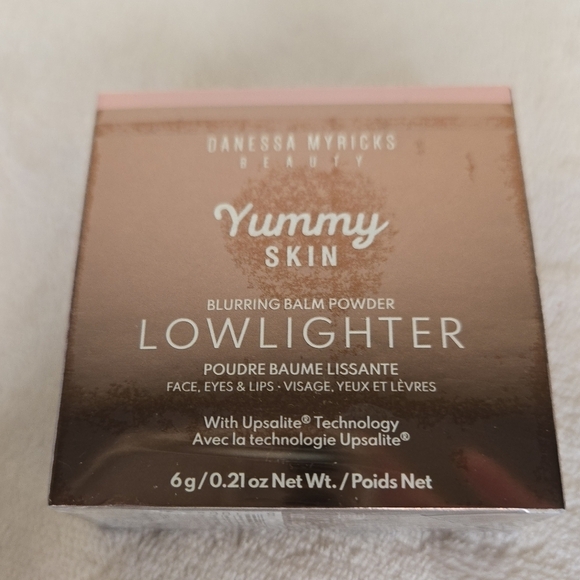 DANESSA MYRICKS
BEAUTY
Yummy
SKIN
BLURRING BALM POWDER
LOWLIGHTER
POUDRE BAUME LISSANTE
FACE, EYES & LIPS · VISAGE, YEUX ET LÈVRES
With Upsalite® Technology
Avec la technologie Upsalite®
6 g / 0.21 oz Net Wt. / Poids Net